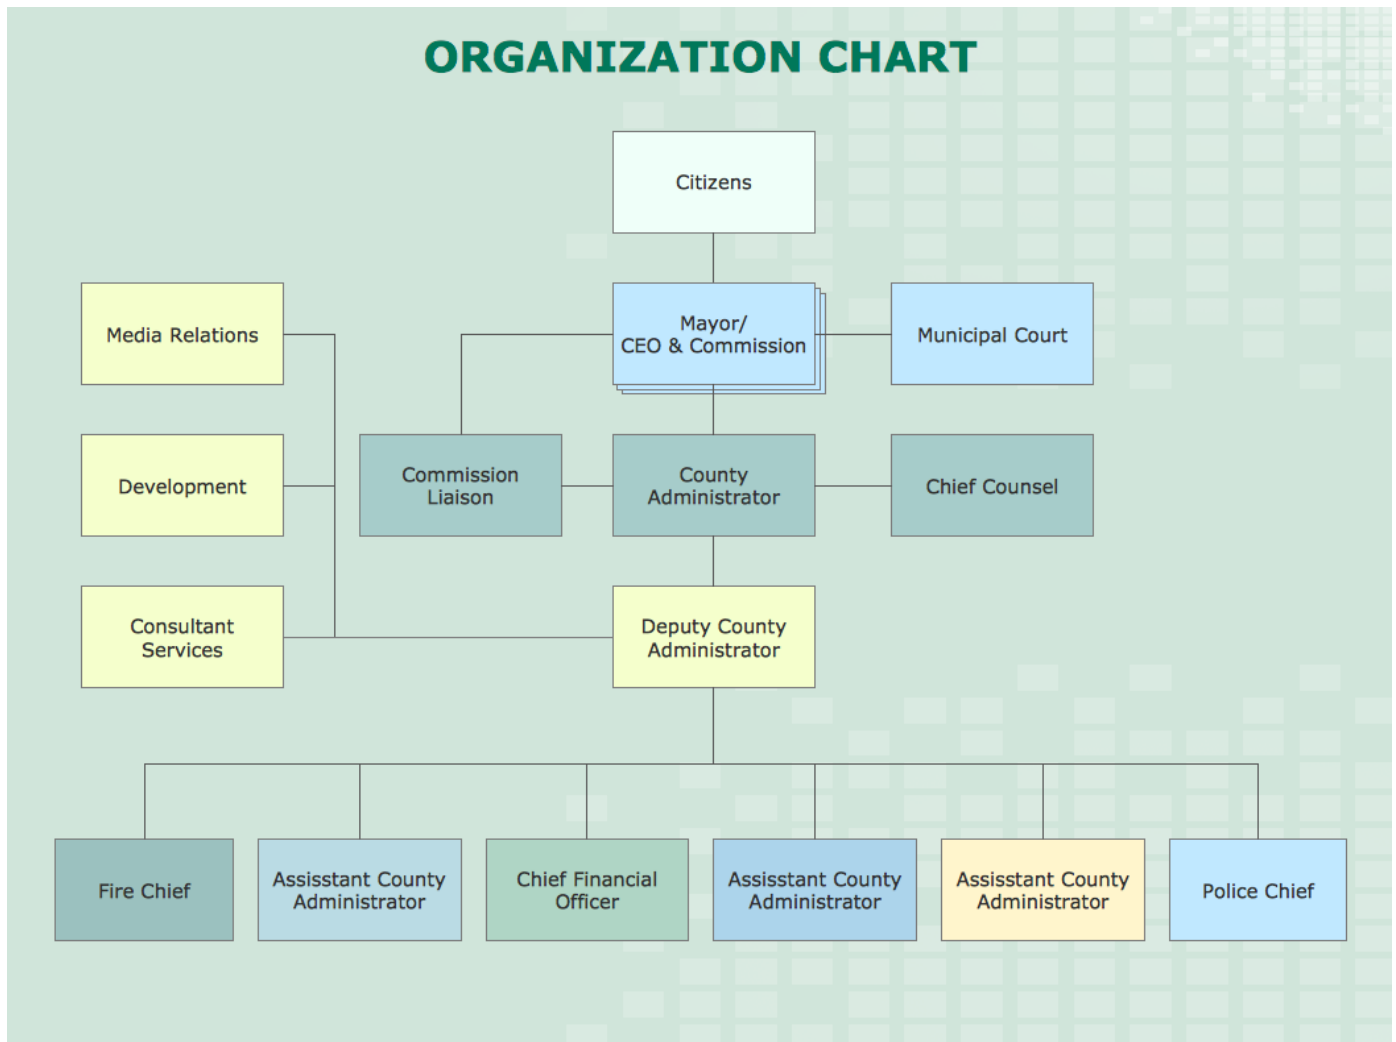 ORGANIZATION CHART
Citizens
Media Relations
Mayor/
CEO & Commission
Municipal Court
Development
Commission
Liaison
County
Administrator
Chief Counsel
Consultant
Services
Deputy County
Administrator
Fire Chief
Assisstant County
Administrator
Chief Financial
Officer
Assisstant County
Administrator
Assisstant County
Administrator
Police Chief